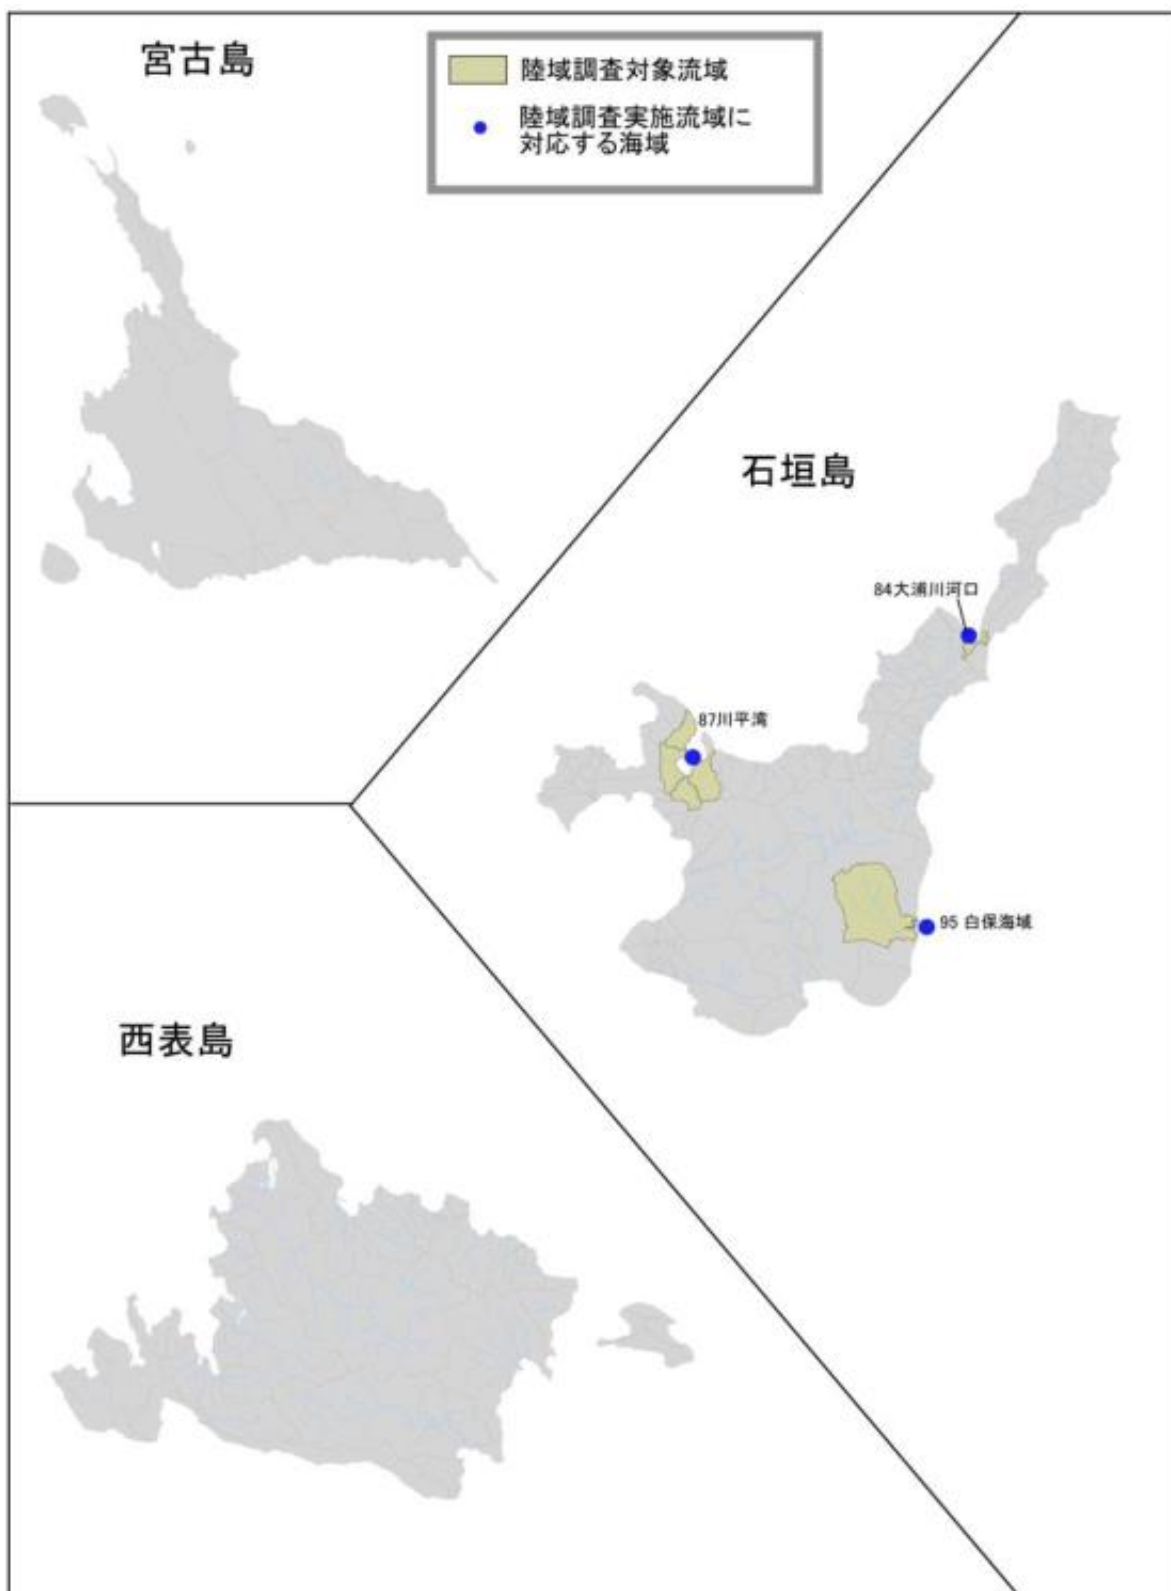 宮古島
陸域調査対象流域
陸域調査実施流域に
対応する海域
石垣島
84大浦川河口
87川平湾
95 白保海域
西表島